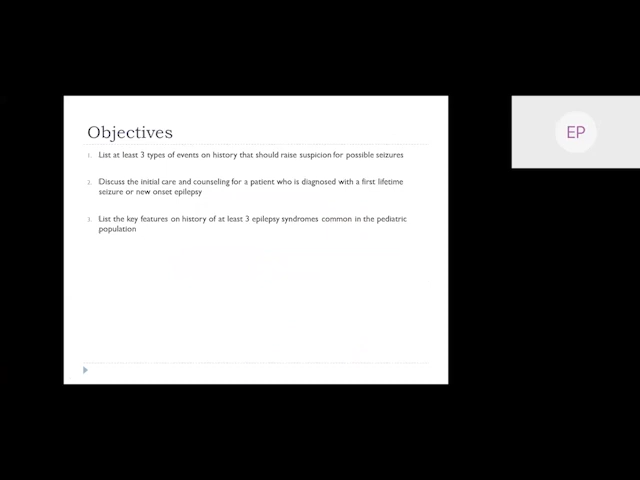 Objectives
1. List at least 3 types of events on history that should raise suspicion for possible seizures
2. Discuss the initial care and counseling for a patient who is diagnosed with a first lifetime
seizure or new onset epilepsy
3. List the key features on history of at least 3 epilepsy syndromes common in the pediatric
population
EP